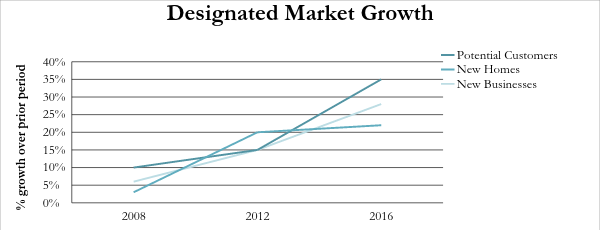 Designated Market Growth
% growth over prior period
40%
35%
30%
25%
20%
15%
10%
5%
0%
2008 2012 2016
Potential Customers
New Homes
New Businesses